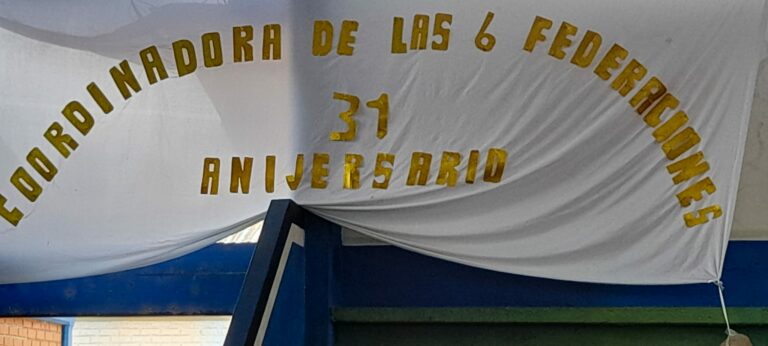 COORDINADORA DE LAS 6 FEDERACIONES
31
ANIJERSARIO